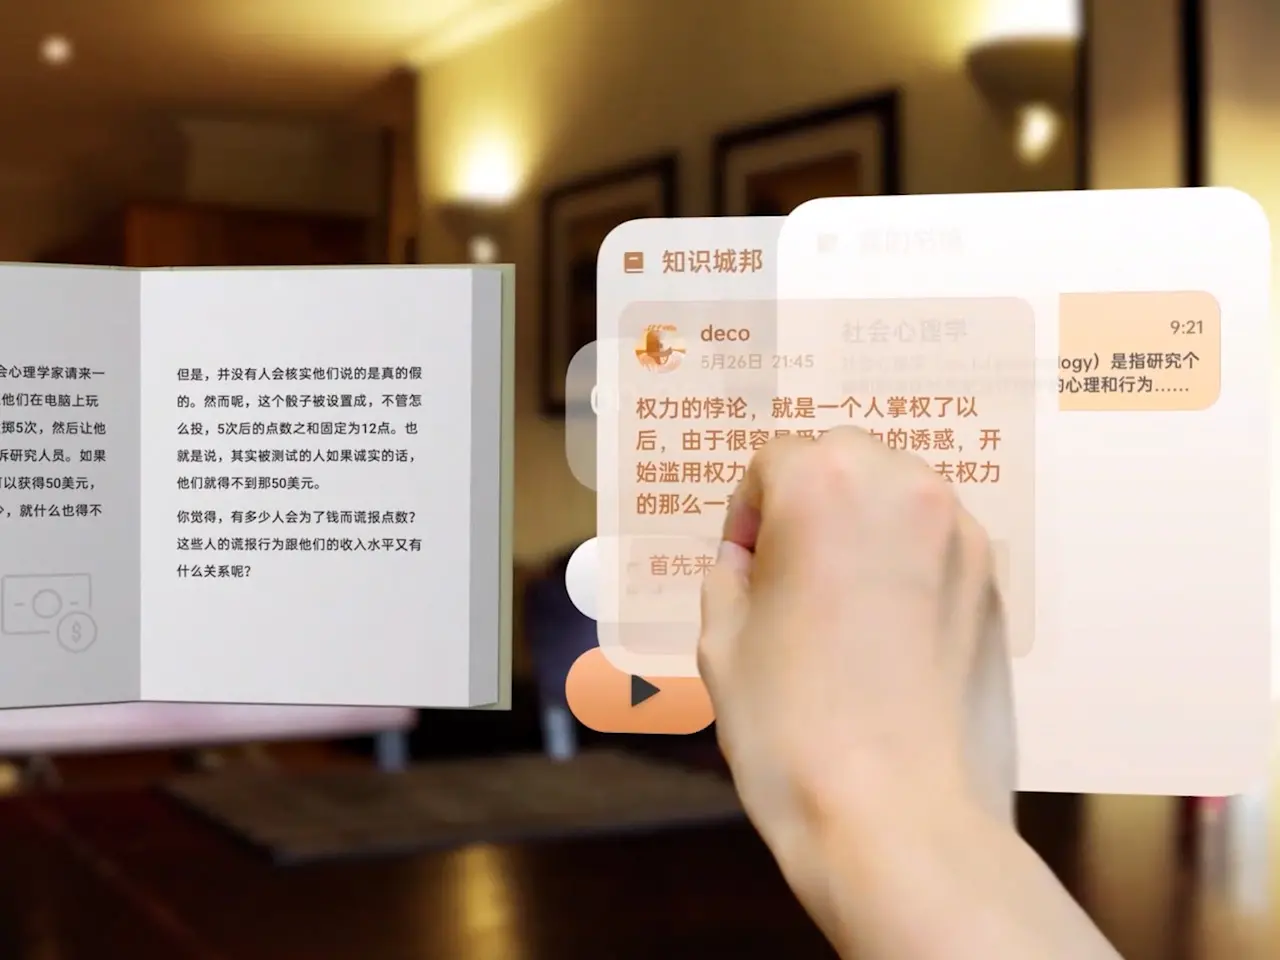 会心理学家请来一
他们在电脑上玩
掷5次，然后让他
诉研究人员。如果
可以获得50美元，
，就什么也得不
但是，并没有人会核实他们说的是真的假
的。然而呢，这个骰子被设置成，不管怎
么投，5次后的点数之和固定为12点。也
就是说，其实被测试的人如果诚实的话，
他们就得不到那50美元。
你觉得，有多少人会为了钱而谎报点数？
这些人的谎报行为跟他们的收入水平又有
什么关系呢？
知识城邦
deco
5月26日 21:45
权力的悖论，就是一个人掌权了以
后，由于很容易受到 力的诱惑，开
始滥用权力 去权力
的那么一
首先来
社会心理学
9:21
logy）是指研究个
的心理和行为……